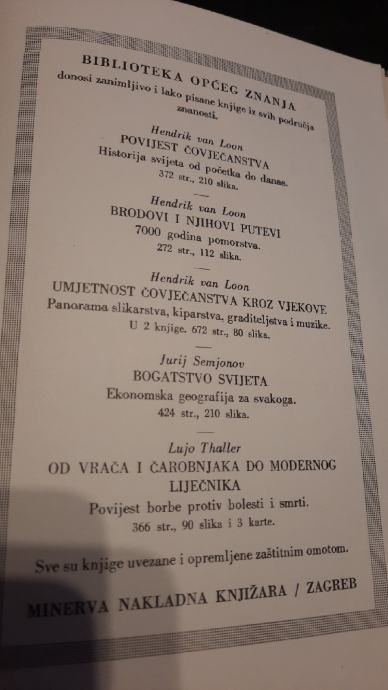 BIBLIOTEKA OPĆEG ZNANJA
donosi zanimljivo i lako pisane knjige iz svih područja
znanosti.
Hendrik van Loon
POVIJEST ČOVJEČANSTVA
Historija svijeta od početka do danas.
372 str., 210 slika.
Hendrik van Loon
BRODOVI I NJIHOVI PUTEVI
7000 godina pomorstva.
272 str., 112 slika.
Hendrik van Loon
UMJETNOST ČOVJEČANSTVA KROZ VJEKOVE
Panorama slikarstva, kiparstva, graditeljstva i muzike.
U 2 knjige. 672 str., 80 slika.
Jurij Semjonov
BOGATSTVO SVIJETA
Ekonomska geografija za svakoga.
424 str., 210 slika.
Lujo Thaller
OD VRAČA I ČAROBNJAKA DO MODERNOG
LIJEČNIKA
Povijest borbe protiv bolesti i smrti.
366 str., 90 slika i 3 karte.
Sve su knjige uvezane i opremljene zaštitnim omotom.
MINERVA NAKLADNA KNJIŽARA / ZAGREB